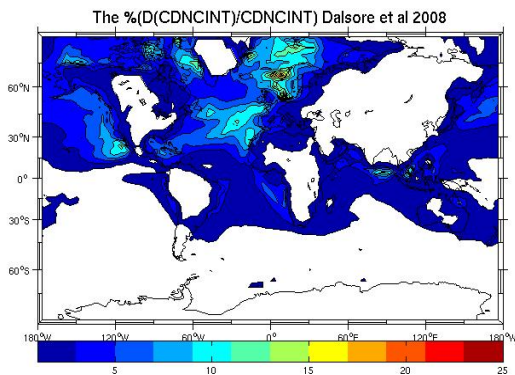 The %(D(CDNCINT)/CDNCINT) Dalsore et al 2008
60°N
30°N
0°
30°S
60°S
180°W 120°W 60°W 0° 60°E 120°E 180°W
5 10 15 20 25